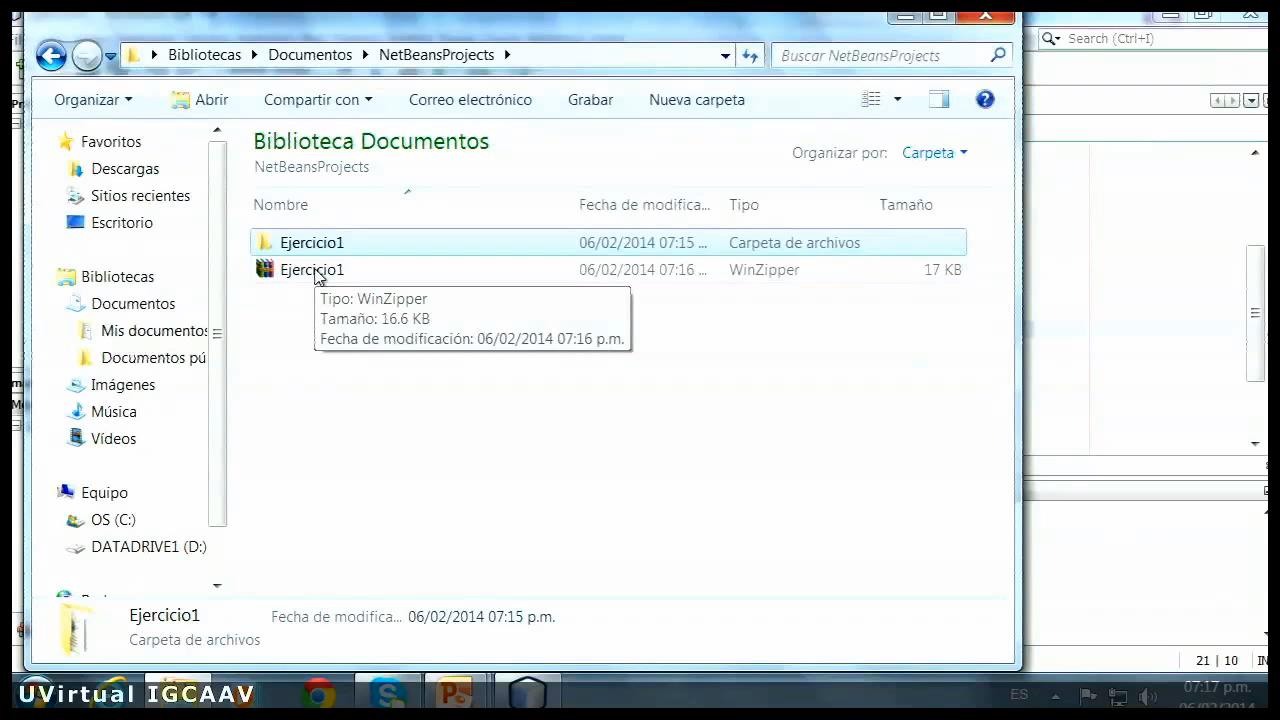 Bibliotecas Documentos NetBeansProjects
Buscar NetBeansProjects
Search (Ctrl+I)
Organizar Abrir Compartir con Correo electrónico Grabar Nueva carpeta
Favoritos
Descargas
Sitios recientes
Escritorio
Bibliotecas
Documentos
Mis documentos
Documentos pú
Imágenes
Música
Vídeos
Equipo
OS (C:)
DATADRIVE1 (D:)
Biblioteca Documentos
NetBeansProjects
Organizar por: Carpeta
Nombre Fecha de modifica... Tipo Tamaño
Ejercicio1 06/02/2014 07:15 ... Carpeta de archivos
Ejercicio1 06/02/2014 07:16 ... WinZipper 17 KB
Tipo: WinZipper
Tamaño: 16.6 KB
Fecha de modificación: 06/02/2014 07:16 p.m.
Ejercicio1 Fecha de modifica... 06/02/2014 07:15 p.m.
Carpeta de archivos
21 | 10 IN
UVirtual IGCAAV
ES
07:17 p.m.
06/02/2014